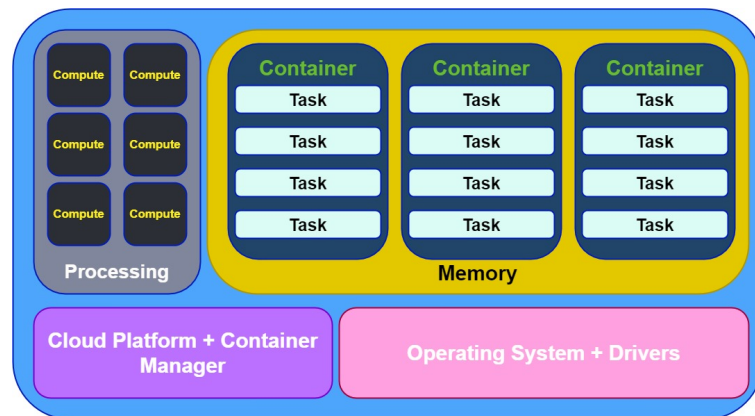 Compute
Compute
Compute
Compute
Compute
Compute
Processing
Container
Task
Task
Task
Task
Container
Task
Task
Task
Task
Container
Task
Task
Task
Task
Memory
Cloud Platform + Container
Manager
Operating System + Drivers